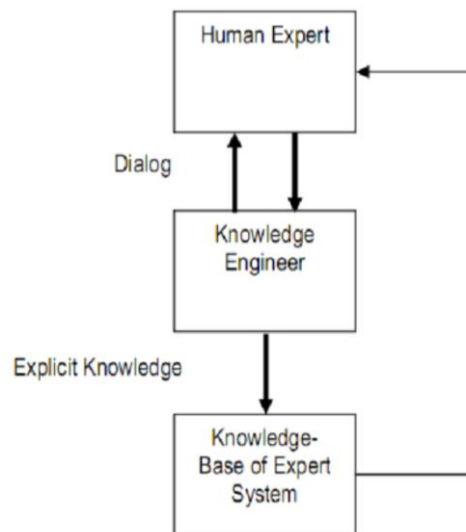 Human Expert
Dialog
Knowledge
Engineer
Explicit Knowledge
Knowledge-
Base of Expert
System